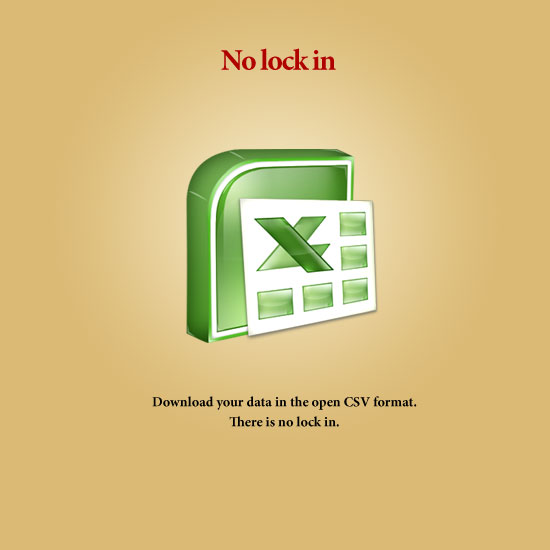 No lock in
Download your data in the open CSV format.
There is no lock in.